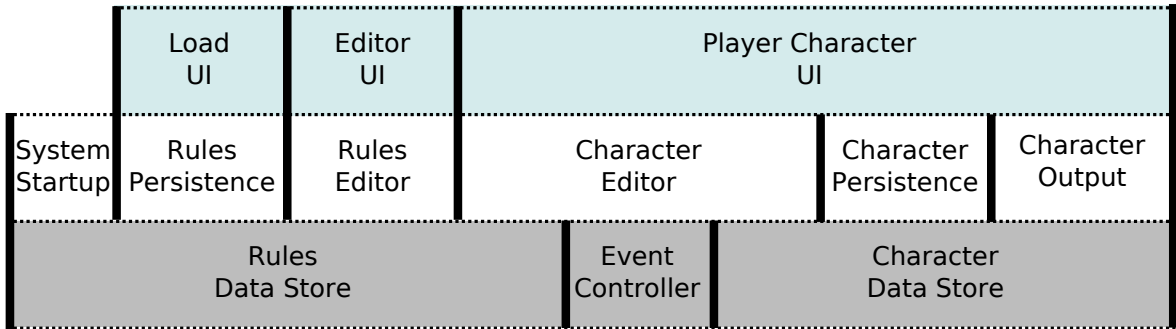 Load
UI
Editor
UI
Player Character
UI
System
Startup
Rules
Persistence
Rules
Editor
Character
Editor
Character
Persistence
Character
Output
Rules
Data Store
Event
Controller
Character
Data Store